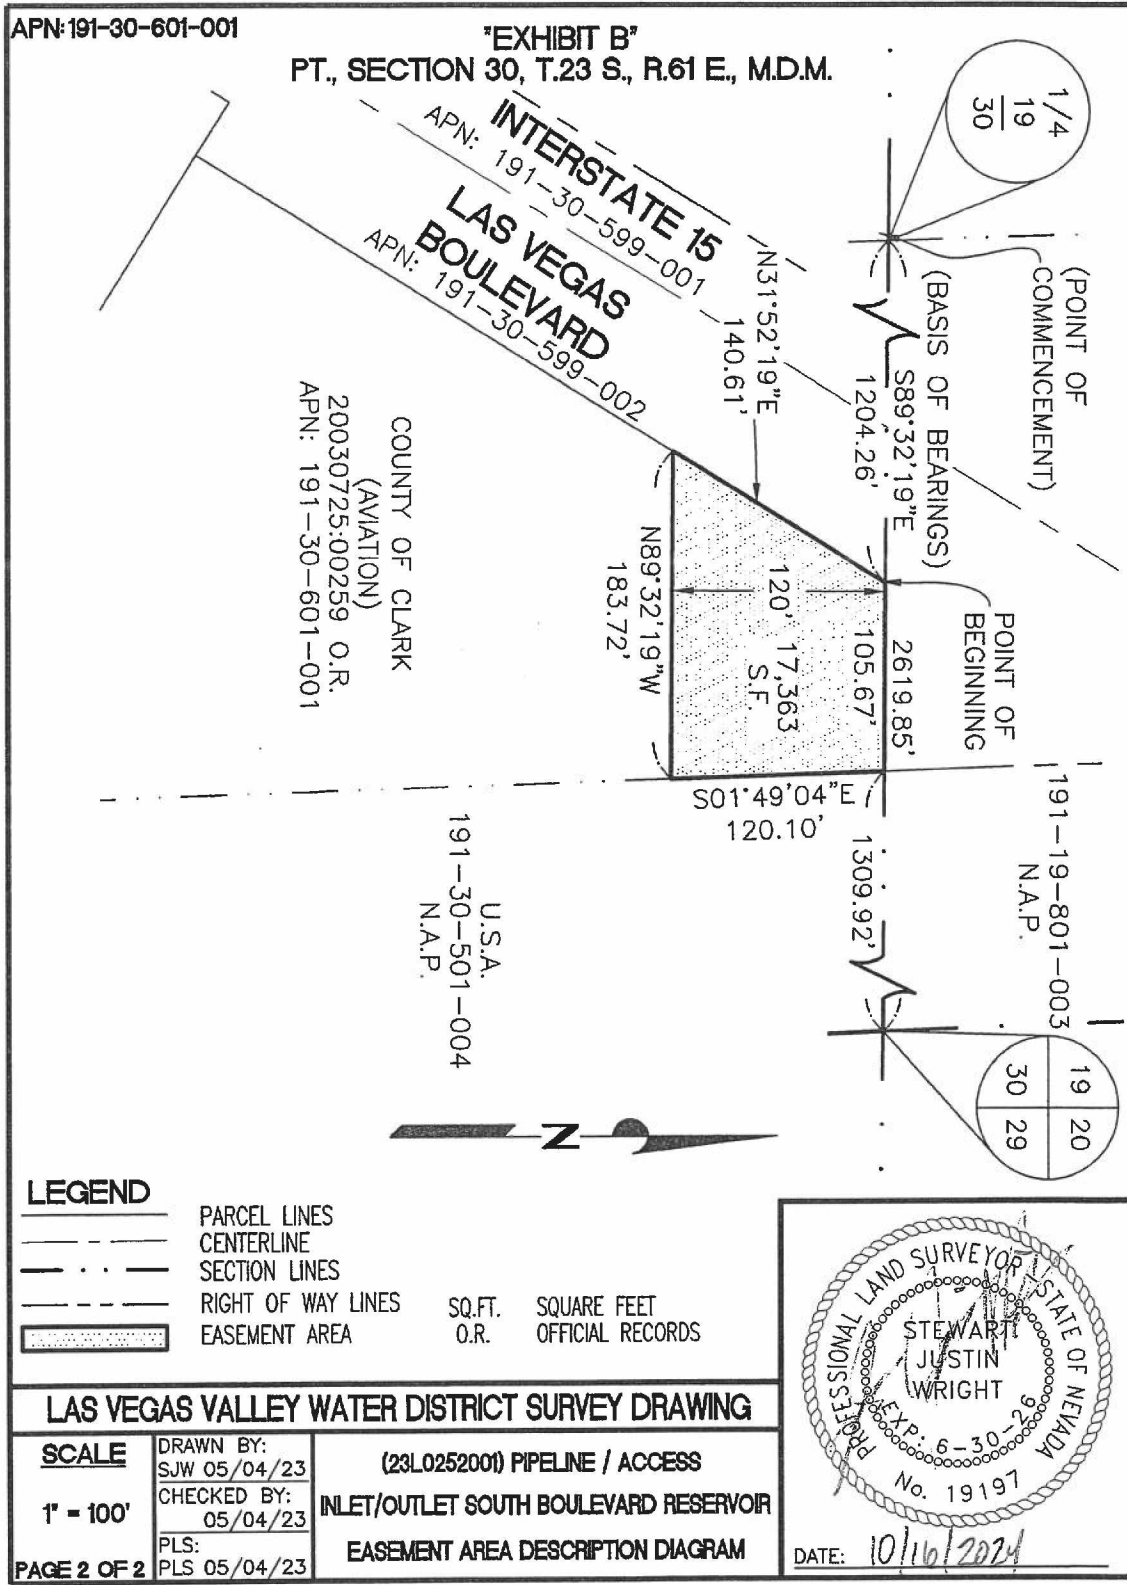 APN: 191-30-601-001
"EXHIBIT B"
PT., SECTION 30, T.23 S., R.61 E., M.D.M.
1/4
19
30
(POINT OF
COMMENCEMENT)
INTERSTATE 15
APN: 191-30-599-001
LAS VEGAS
BOULEVARD
APN: 191-30-599-002
N31°52'19"E
140.61'
(BASIS OF BEARINGS)
S89°32'19"E
1204.26'
POINT OF
BEGINNING
2619.85'
105.67'
120'
17,363
S.F.
N89°32'19"W
183.72'
S01°49'04"E
120.10'
COUNTY OF CLARK
(AVIATION)
20030725:00259 O.R.
APN: 191-30-601-001
191-19-801-003
N.A.P.
1309.92'
U.S.A.
191-30-501-004
N.A.P.
19 20
30 29
N
LEGEND
PARCEL LINES
CENTERLINE
SECTION LINES
RIGHT OF WAY LINES
EASEMENT AREA
SQ.FT. SQUARE FEET
O.R. OFFICIAL RECORDS
PROFESSIONAL LAND SURVEYOR STATE OF NEVADA
STEWART
JUSTIN
WRIGHT
EXP: 6-30-26
No. 19197
DATE: 10/16/2024
LAS VEGAS VALLEY WATER DISTRICT SURVEY DRAWING
SCALE
1" = 100'
PAGE 2 OF 2
DRAWN BY:
SJW 05/04/23
CHECKED BY:
05/04/23
PLS:
PLS 05/04/23
(23L0252001) PIPELINE / ACCESS
INLET/OUTLET SOUTH BOULEVARD RESERVOIR
EASEMENT AREA DESCRIPTION DIAGRAM